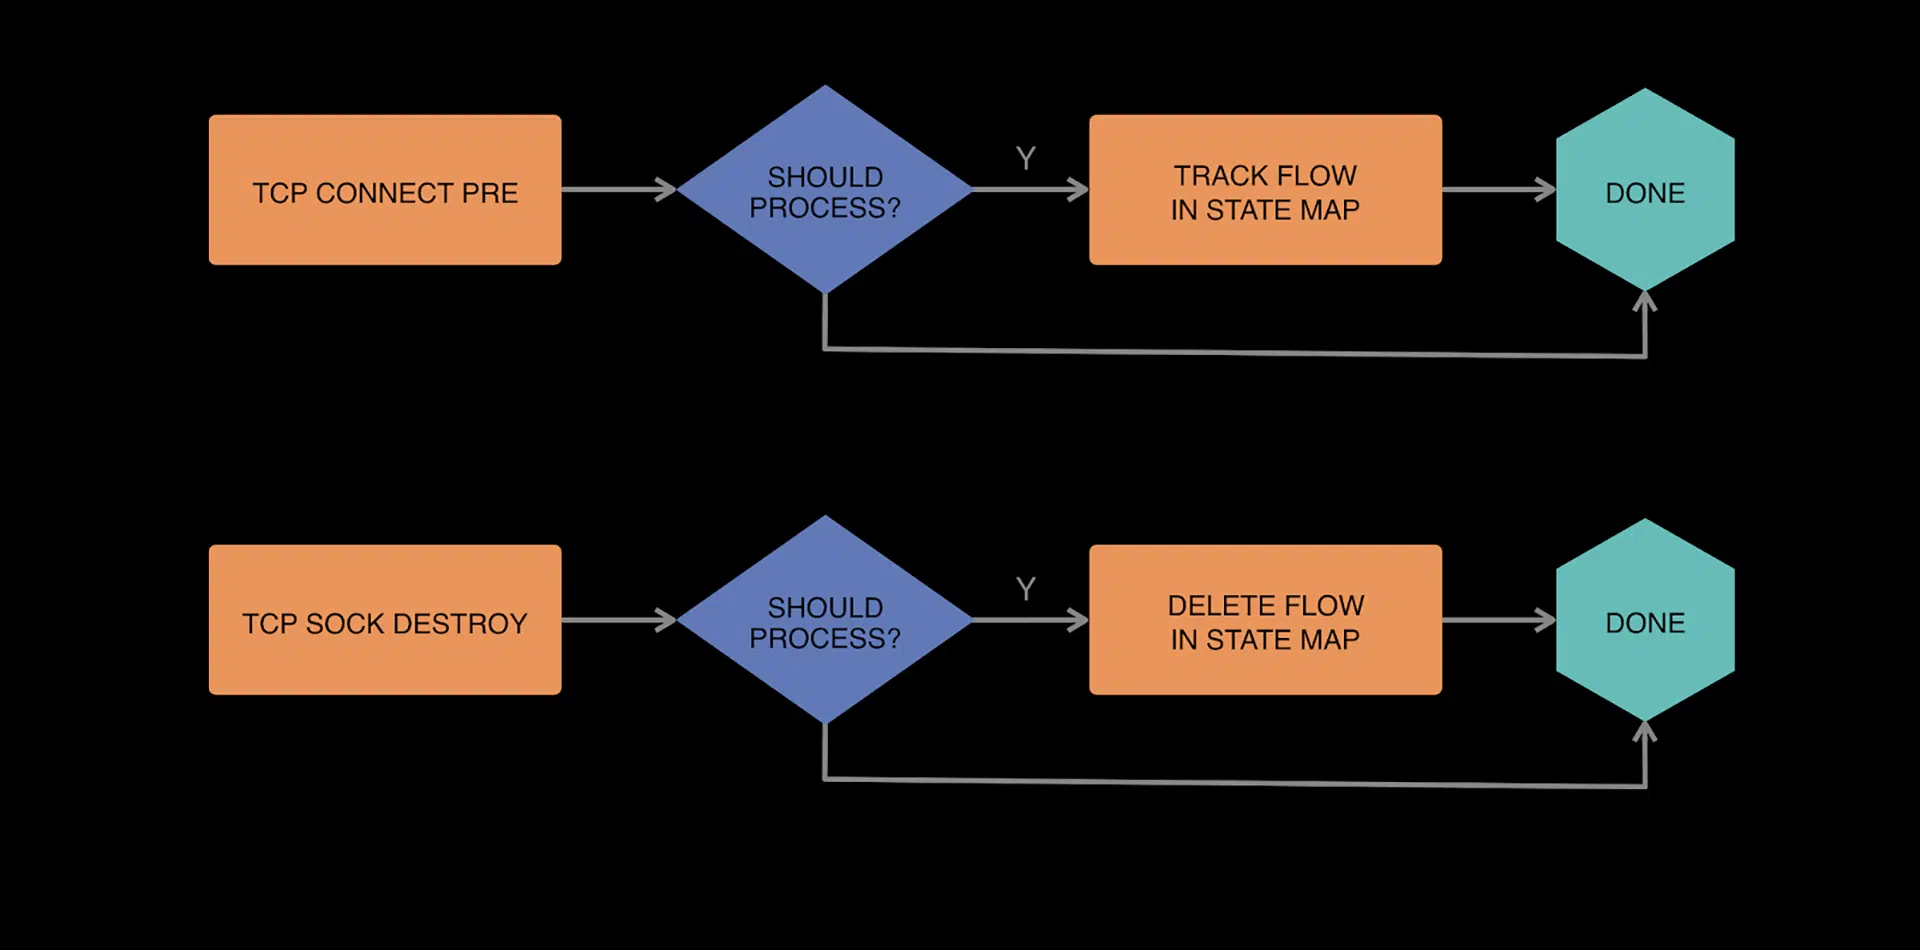 TCP CONNECT PRE
SHOULD
PROCESS?
Y
TRACK FLOW
IN STATE MAP
DONE
TCP SOCK DESTROY
SHOULD
PROCESS?
Y
DELETE FLOW
IN STATE MAP
DONE